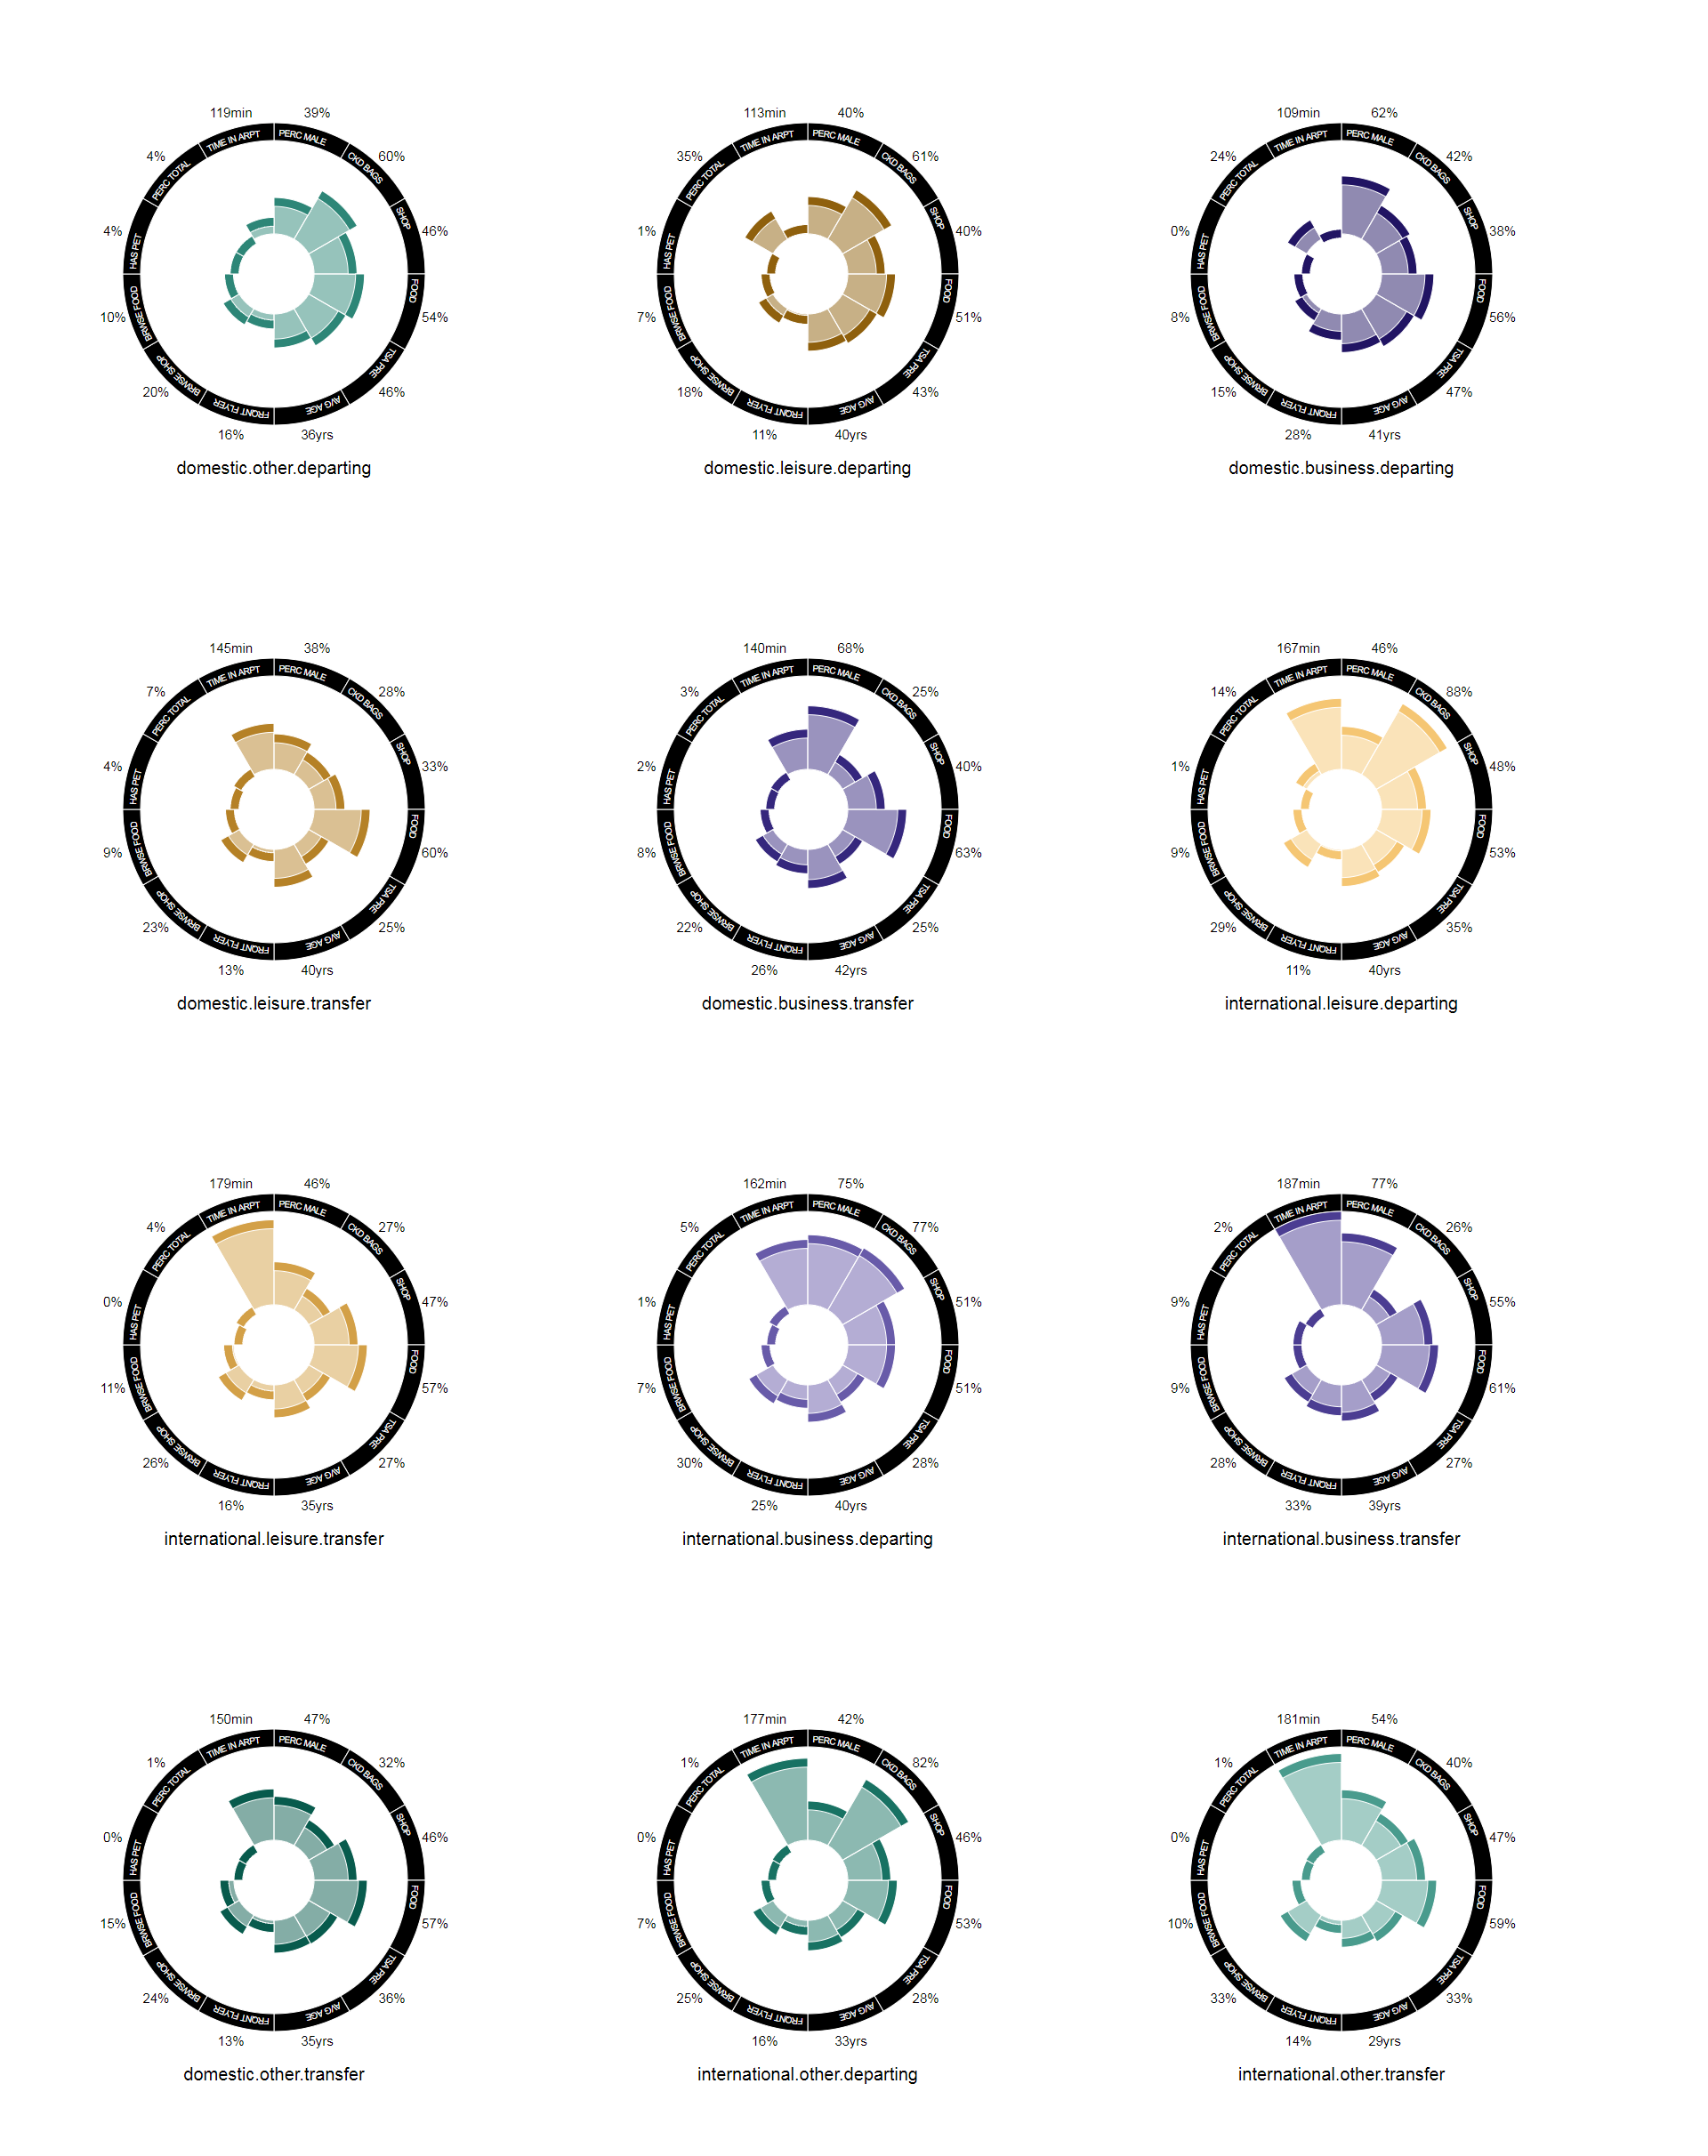 119min 39%
4% 60%
4% 46%
10% 54%
20% 46%
16% 36yrs
TIME IN ARPT PERC MALE CKD BAGS SHOP FOOD TSA PRE AVG AGE FRQNT FLYER BRWSE SHOP BRWSE FOOD HAS PET PERC TOTAL
domestic.other.departing
113min 40%
35% 61%
1% 40%
7% 51%
18% 43%
11% 40yrs
TIME IN ARPT PERC MALE CKD BAGS SHOP FOOD TSA PRE AVG AGE FRQNT FLYER BRWSE SHOP BRWSE FOOD HAS PET PERC TOTAL
domestic.leisure.departing
109min 62%
24% 42%
0% 38%
8% 56%
15% 47%
28% 41yrs
TIME IN ARPT PERC MALE CKD BAGS SHOP FOOD TSA PRE AVG AGE FRQNT FLYER BRWSE SHOP BRWSE FOOD HAS PET PERC TOTAL
domestic.business.departing
145min 38%
7% 28%
4% 33%
9% 60%
23% 25%
13% 40yrs
TIME IN ARPT PERC MALE CKD BAGS SHOP FOOD TSA PRE AVG AGE FRQNT FLYER BRWSE SHOP BRWSE FOOD HAS PET PERC TOTAL
domestic.leisure.transfer
140min 68%
3% 25%
2% 40%
8% 63%
22% 25%
26% 42yrs
TIME IN ARPT PERC MALE CKD BAGS SHOP FOOD TSA PRE AVG AGE FRQNT FLYER BRWSE SHOP BRWSE FOOD HAS PET PERC TOTAL
domestic.business.transfer
167min 46%
14% 88%
1% 48%
9% 53%
29% 35%
11% 40yrs
TIME IN ARPT PERC MALE CKD BAGS SHOP FOOD TSA PRE AVG AGE FRQNT FLYER BRWSE SHOP BRWSE FOOD HAS PET PERC TOTAL
international.leisure.departing
179min 46%
4% 27%
0% 47%
11% 57%
26% 27%
16% 35yrs
TIME IN ARPT PERC MALE CKD BAGS SHOP FOOD TSA PRE AVG AGE FRQNT FLYER BRWSE SHOP BRWSE FOOD HAS PET PERC TOTAL
international.leisure.transfer
162min 75%
5% 77%
1% 51%
7% 51%
30% 28%
25% 40yrs
TIME IN ARPT PERC MALE CKD BAGS SHOP FOOD TSA PRE AVG AGE FRQNT FLYER BRWSE SHOP BRWSE FOOD HAS PET PERC TOTAL
international.business.departing
187min 77%
2% 26%
9% 55%
9% 61%
28% 27%
33% 39yrs
TIME IN ARPT PERC MALE CKD BAGS SHOP FOOD TSA PRE AVG AGE FRQNT FLYER BRWSE SHOP BRWSE FOOD HAS PET PERC TOTAL
international.business.transfer
150min 47%
1% 32%
0% 46%
15% 57%
24% 36%
13% 35yrs
TIME IN ARPT PERC MALE CKD BAGS SHOP FOOD TSA PRE AVG AGE FRQNT FLYER BRWSE SHOP BRWSE FOOD HAS PET PERC TOTAL
domestic.other.transfer
177min 42%
1% 82%
0% 46%
7% 53%
25% 28%
16% 33yrs
TIME IN ARPT PERC MALE CKD BAGS SHOP FOOD TSA PRE AVG AGE FRQNT FLYER BRWSE SHOP BRWSE FOOD HAS PET PERC TOTAL
international.other.departing
181min 54%
1% 40%
0% 47%
10% 59%
33% 33%
14% 29yrs
TIME IN ARPT PERC MALE CKD BAGS SHOP FOOD TSA PRE AVG AGE FRQNT FLYER BRWSE SHOP BRWSE FOOD HAS PET PERC TOTAL
international.other.transfer